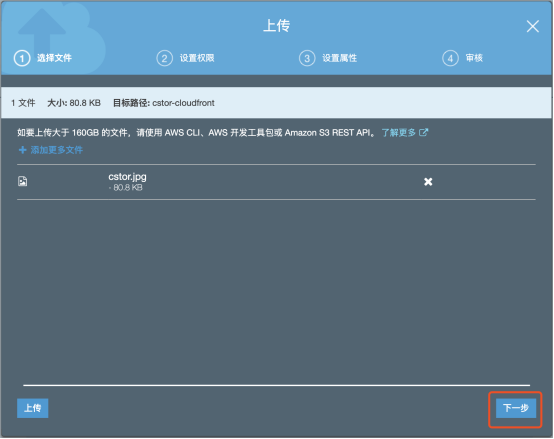 上传
1 选择文件
2 设置权限
3 设置属性
4 审核
1 文件 大小: 80.8 KB 目标路径: cstor-cloudfront
如要上传大于 160GB 的文件，请使用 AWS CLI、AWS 开发工具包或 Amazon S3 REST API。 了解更多
+ 添加更多文件
cstor.jpg
- 80.8 KB
上传
下一步